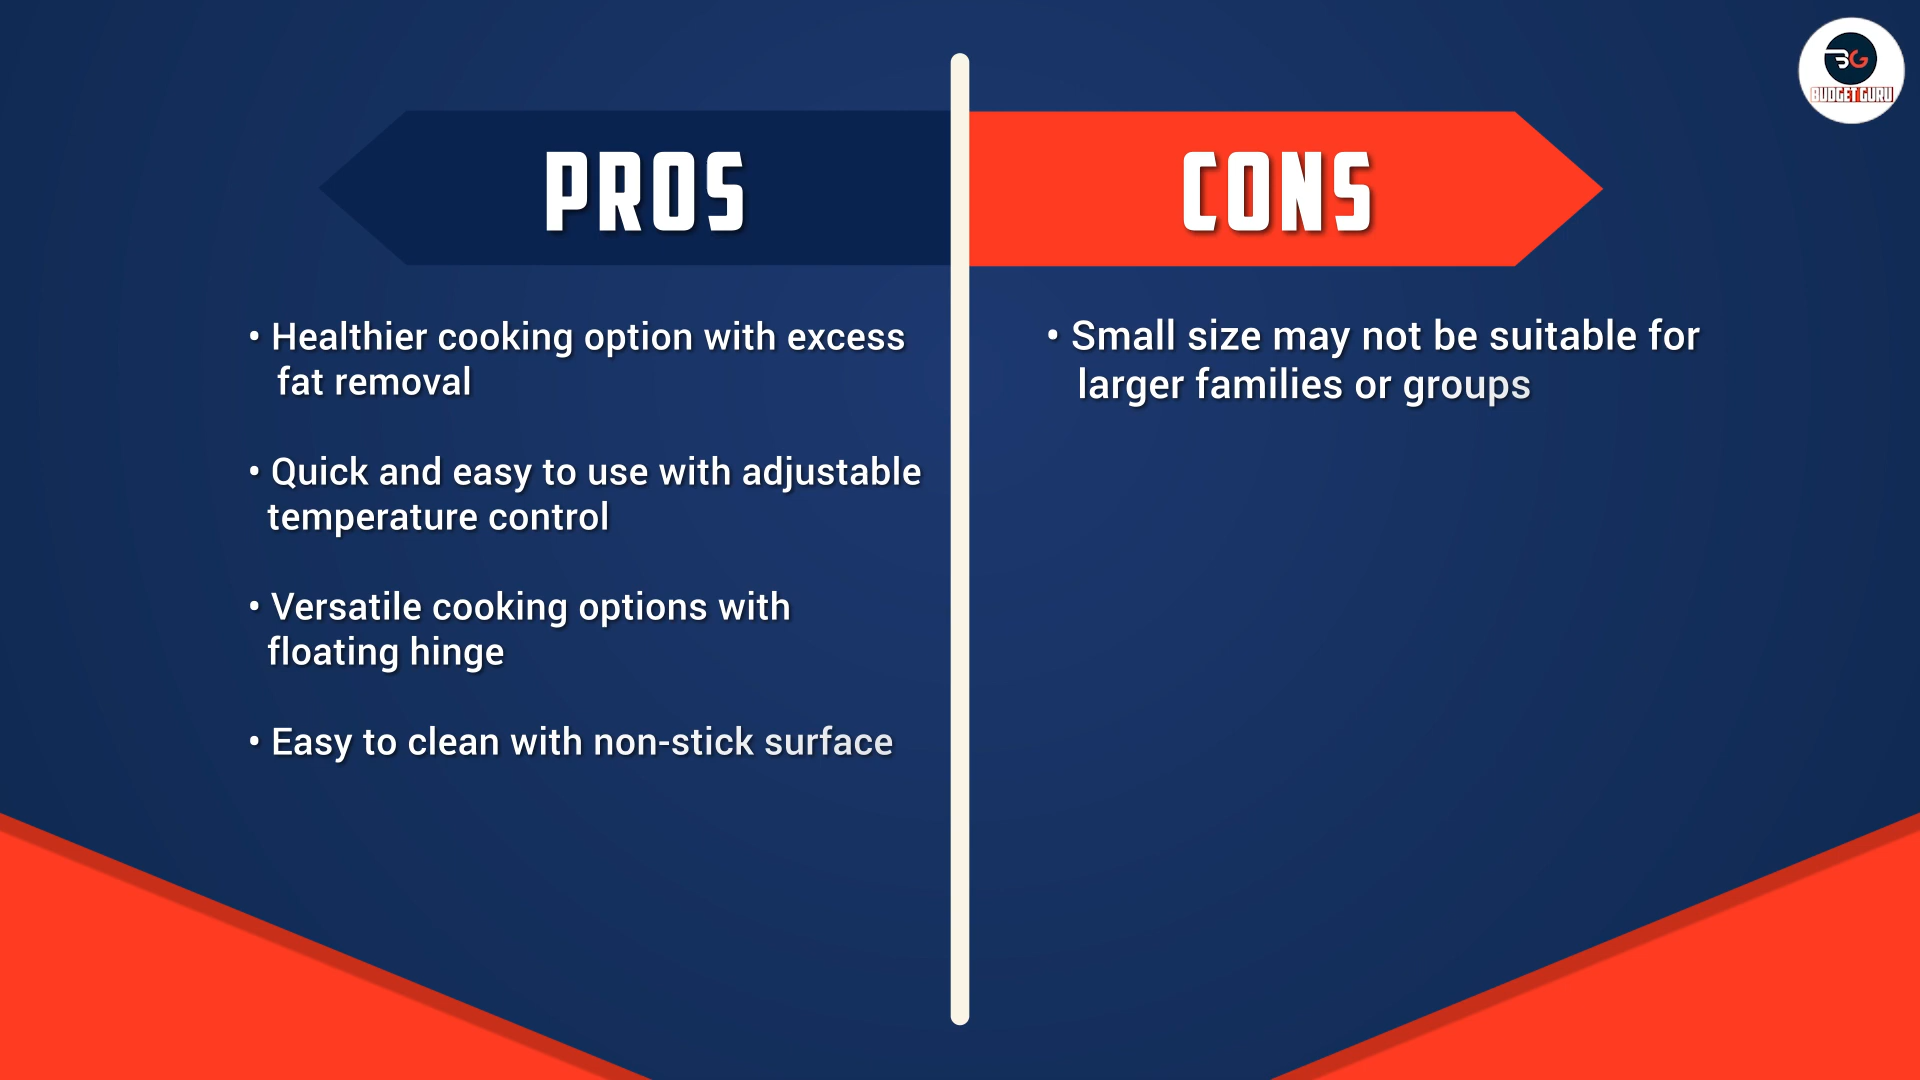 BG
BUDGET GURU
PROS
CONS
• Healthier cooking option with excess
fat removal
• Quick and easy to use with adjustable
temperature control
• Versatile cooking options with
floating hinge
• Easy to clean with non-stick surface
• Small size may not be suitable for
larger families or groups